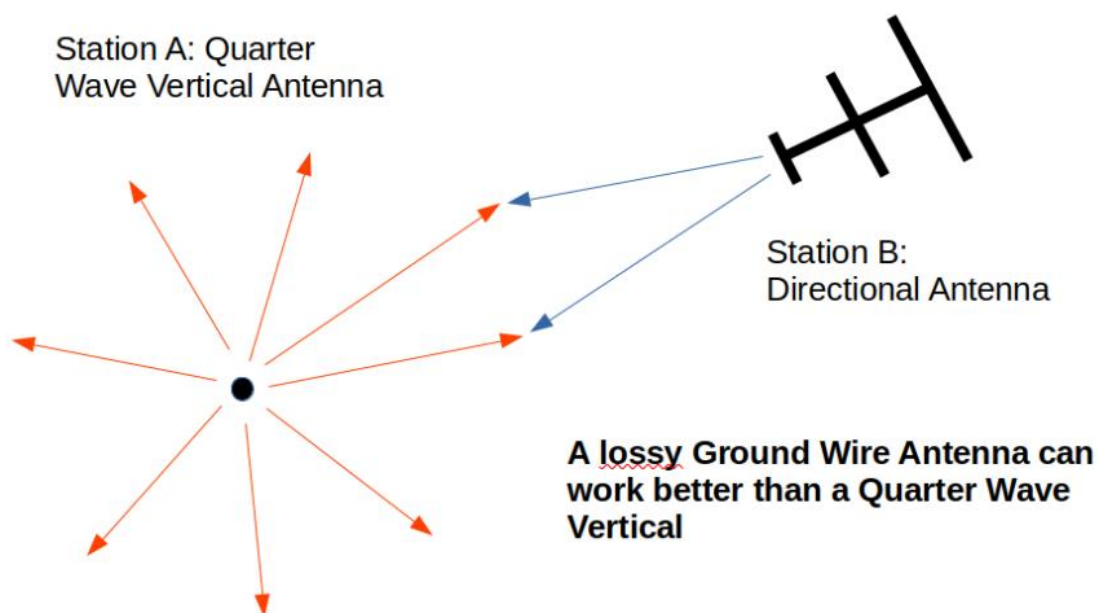 Station A: Quarter
Wave Vertical Antenna
Station B:
Directional Antenna
A lossy Ground Wire Antenna can
work better than a Quarter Wave
Vertical